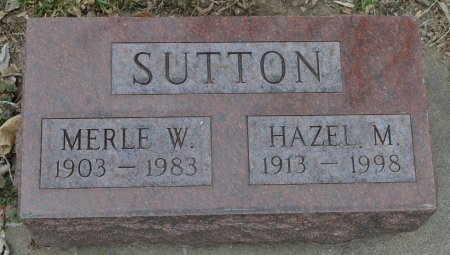 SUTTON
MERLE W.
1903 – 1983
HAZEL M.
1913 – 1998